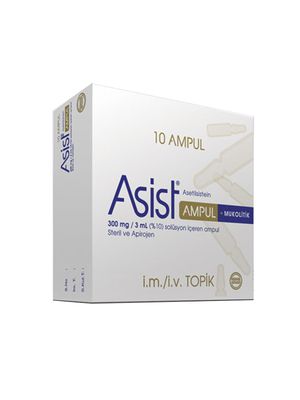 10 AMPUL
Asist®
Asetilsistein
AMPUL - MUKOLİTİK
300 mg / 3 mL (%10) solüsyon içeren ampul
Steril ve Apirojen
i.m./i.v. TOPİK